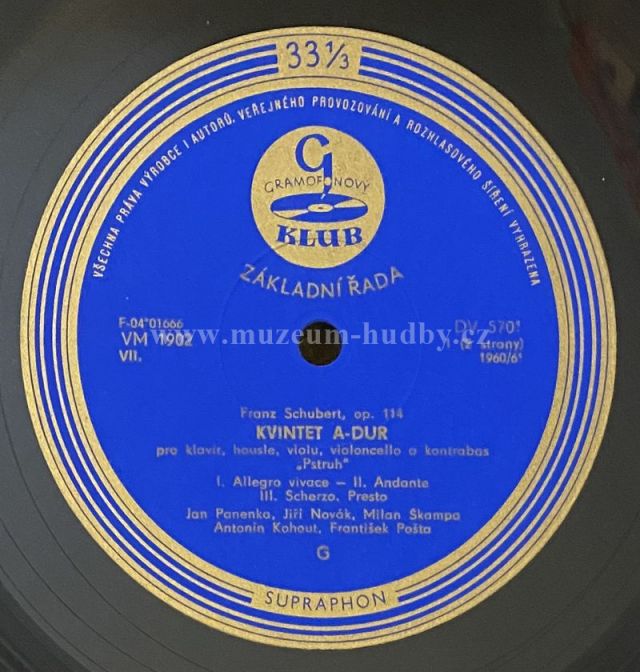 33⅓
VŠECHNA PRÁVA VÝROBCE I AUTORŮ, VEŘEJNÉHO PROVOZOVÁNÍ A ROZHLASOVÉHO ŠÍŘENÍ VYHRAZENA
G
GRAMOFONOVÝ
KLUB
ZÁKLADNÍ ŘADA
www.muzeum-hudby.cz
F-04*01666
VM 1902
VII.
DV 5701
(2 strany)
1960/61
Franz Schubert, op. 114
KVINTET A-DUR
pro klavír, housle, violu, violoncello a kontrabas
„Pstruh"
I. Allegro vivace — II. Andante
III. Scherzo. Presto
Jan Panenka, Jiří Novák, Milan Škampa
Antonín Kohout, František Pošta
G
SUPRAPHON